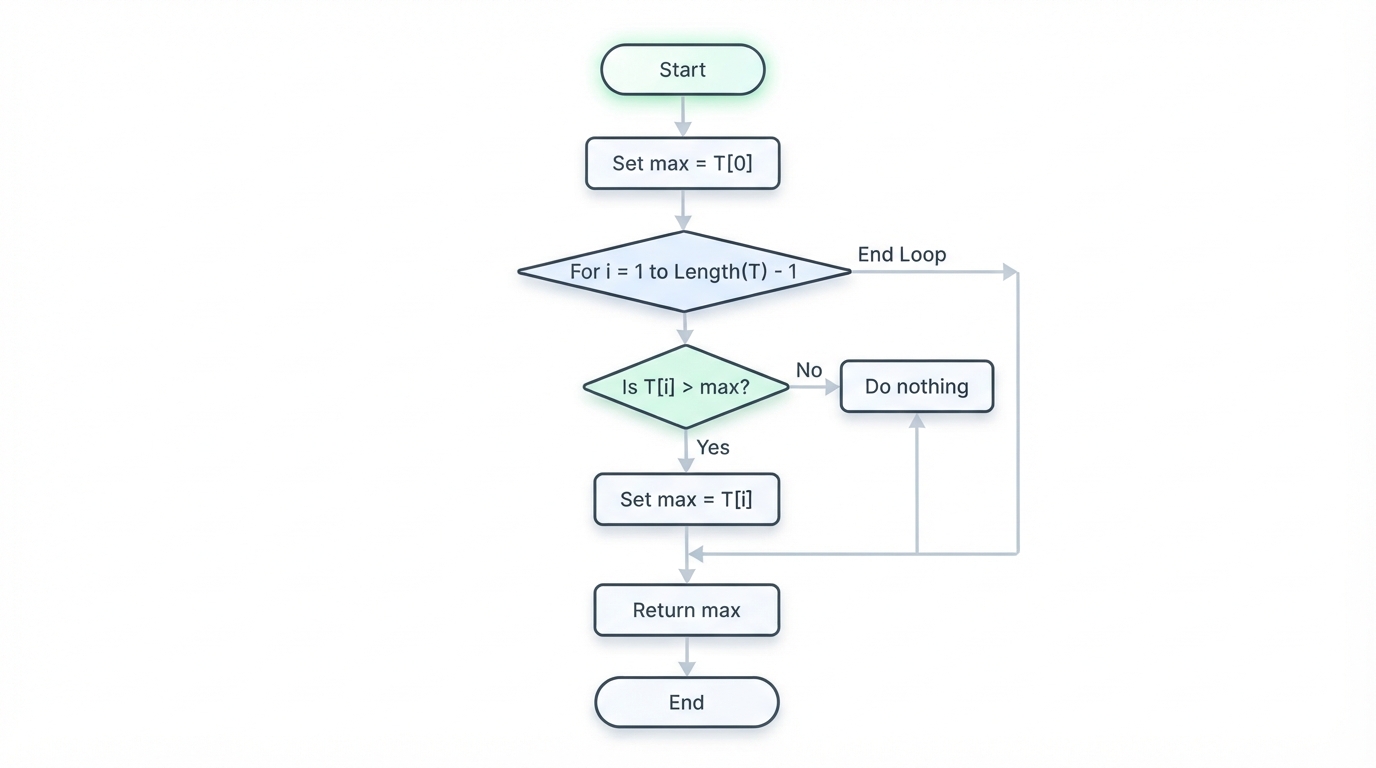 Start
Set max = T[0]
For i = 1 to Length(T) - 1
End Loop
Is T[i] > max?
No
Do nothing
Yes
Set max = T[i]
Return max
End